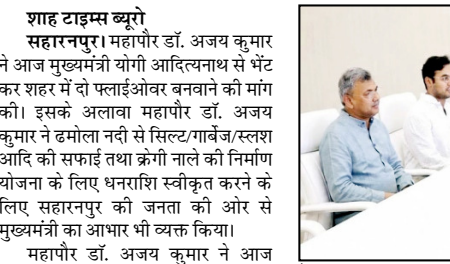 शाह टाइम्स ब्यूरो
सहारनपुर। महापौर डॉ. अजय कुमार
ने आज मुख्यमंत्री योगी आदित्यनाथ से भेंट
कर शहर में दो फ्लाईओवर बनवाने की मांग
की। इसके अलावा महापौर डॉ. अजय
कुमार ने ढमोला नदी से सिल्ट/गार्बेज/स्लश
आदि की सफाई तथा क्रेगी नाले की निर्माण
योजना के लिए धनराशि स्वीकृत करने के
लिए सहारनपुर की जनता की ओर से
मुख्यमंत्री का आभार भी व्यक्त किया।
महापौर डॉ. अजय कुमार ने आज